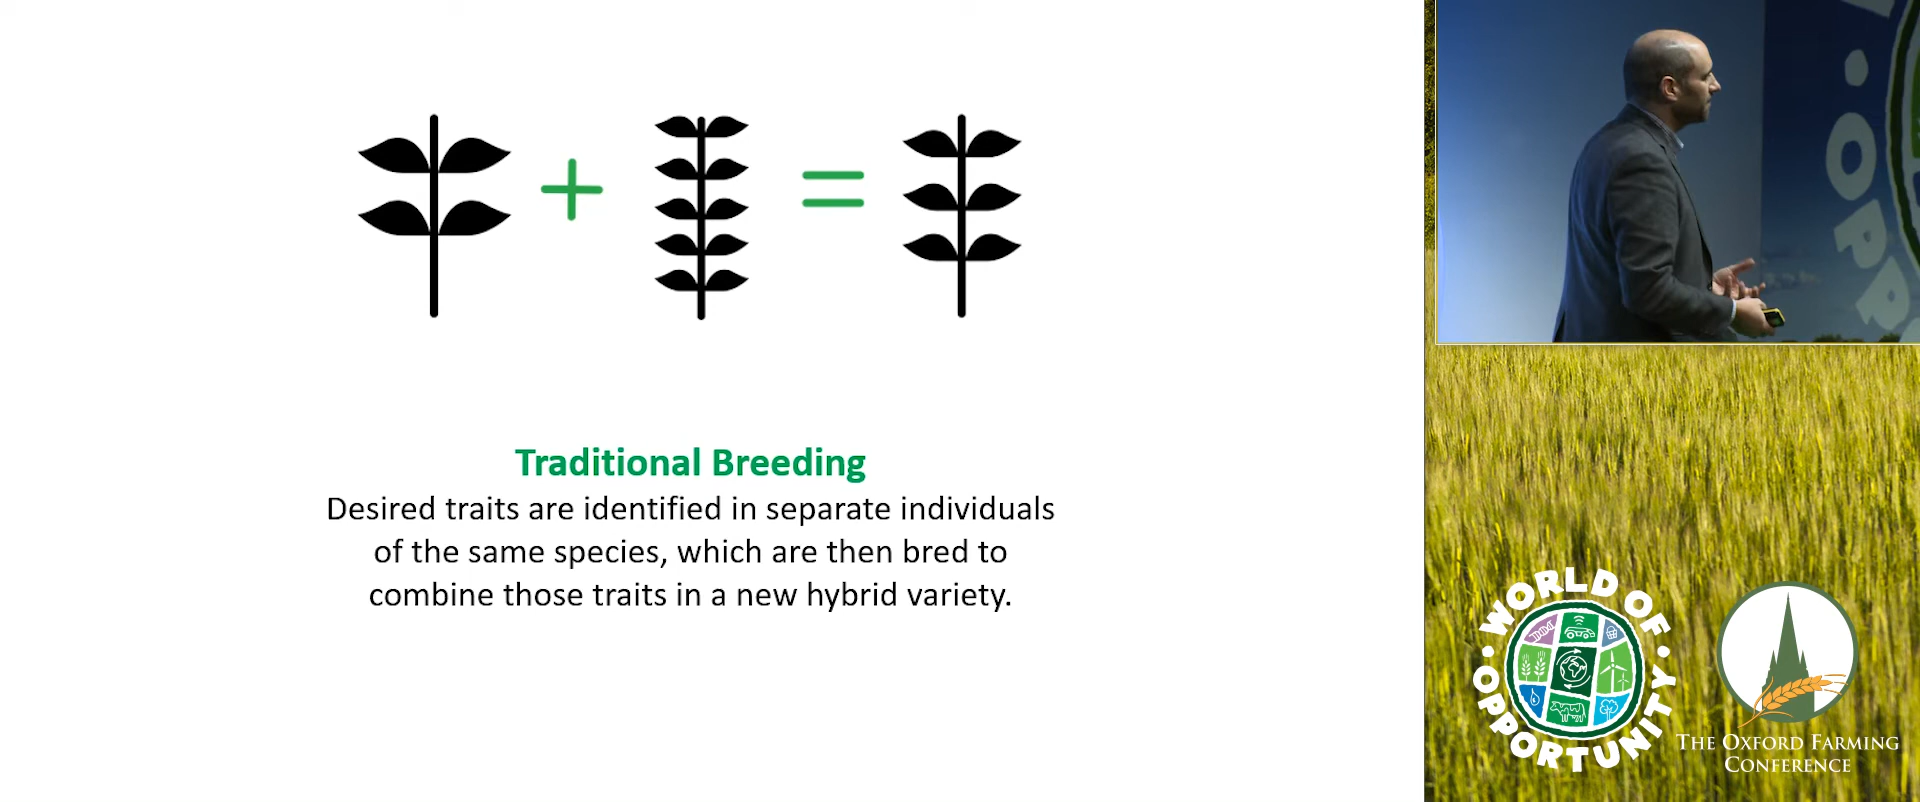 Traditional Breeding
Desired traits are identified in separate individuals
of the same species, which are then bred to
combine those traits in a new hybrid variety.
WORLD OF
OPPORTUNITY
THE OXFORD FARMING
CONFERENCE
OPP